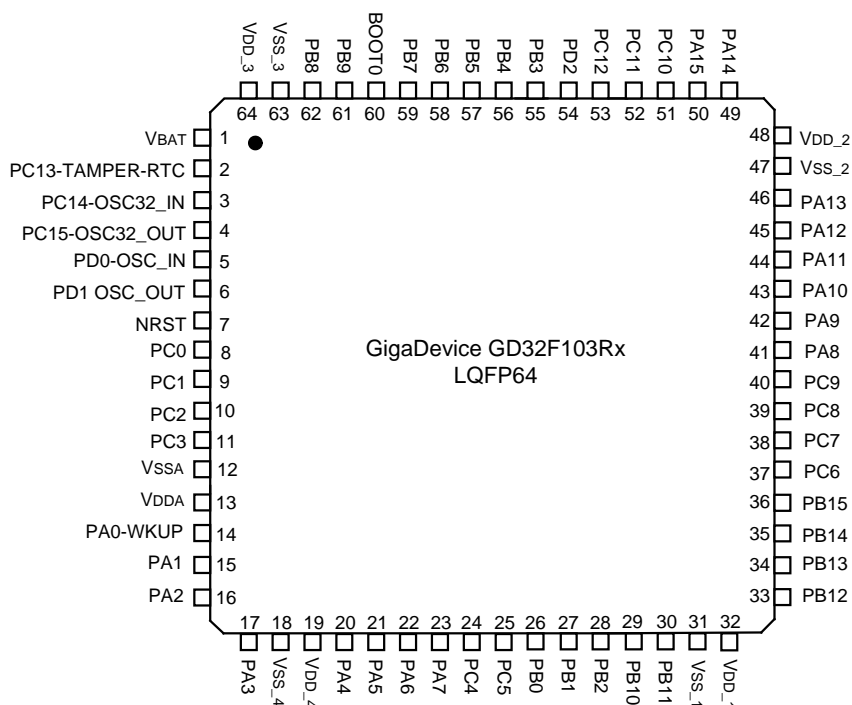 VDD_3 VSS_3 PB8 PB9 BOOT0 PB7 PB6 PB5 PB4 PB3 PD2 PC12 PC11 PC10 PA15 PA14
64 63 62 61 60 59 58 57 56 55 54 53 52 51 50 49
VBAT 1
PC13-TAMPER-RTC 2
PC14-OSC32_IN 3
PC15-OSC32_OUT 4
PD0-OSC_IN 5
PD1 OSC_OUT 6
NRST 7
PC0 8
PC1 9
PC2 10
PC3 11
VSSA 12
VDDA 13
PA0-WKUP 14
PA1 15
PA2 16
GigaDevice GD32F103Rx
LQFP64
48 VDD_2
47 VSS_2
46 PA13
45 PA12
44 PA11
43 PA10
42 PA9
41 PA8
40 PC9
39 PC8
38 PC7
37 PC6
36 PB15
35 PB14
34 PB13
33 PB12
17 18 19 20 21 22 23 24 25 26 27 28 29 30 31 32
PA3 VSS_4 VDD_4 PA4 PA5 PA6 PA7 PC4 PC5 PB0 PB1 PB2 PB10 PB11 VSS_1 VDD_1